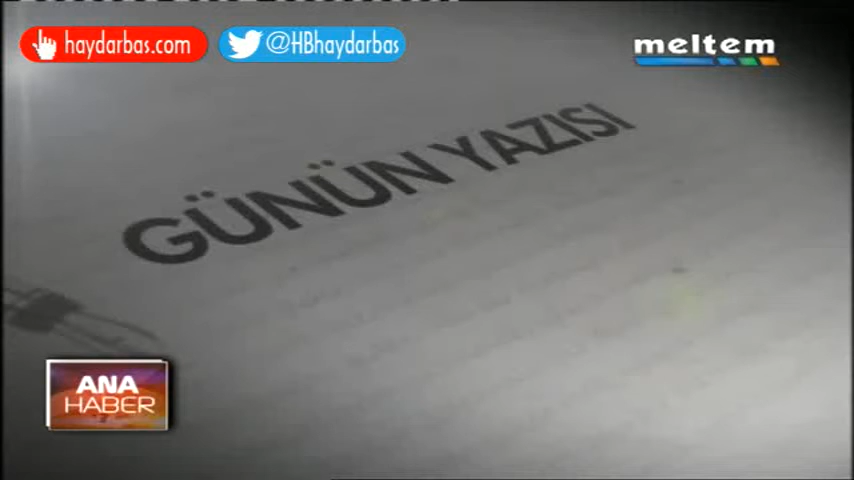 haydarbas.com
@HBhaydarbas
meltem
GÜNÜN YAZISI
ANA
HABER